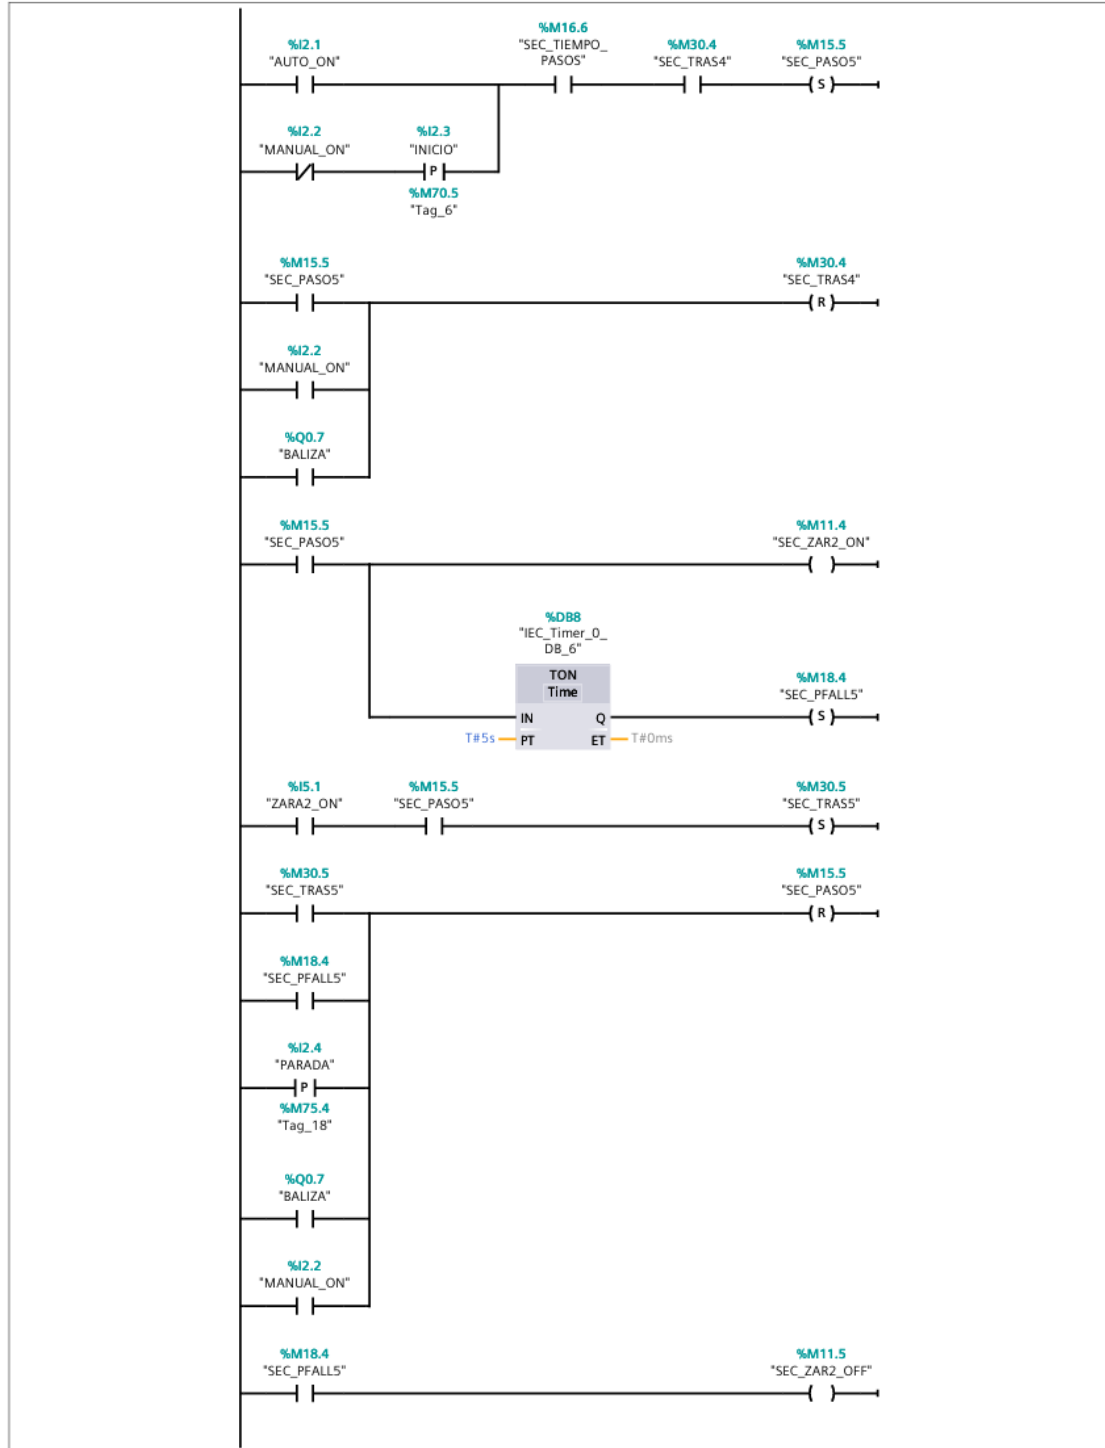 %M16.6
"SEC_TIEMPO_
PASOS"
%I2.1
"AUTO_ON"
%M30.4
"SEC_TRAS4"
%M15.5
"SEC_PASO5"
S
%I2.2
"MANUAL_ON"
%I2.3
"INICIO"
P
%M70.5
"Tag_6"
%M15.5
"SEC_PASO5"
%M30.4
"SEC_TRAS4"
R
%I2.2
"MANUAL_ON"
%Q0.7
"BALIZA"
%M15.5
"SEC_PASO5"
%M11.4
"SEC_ZAR2_ON"
%DB8
"IEC_Timer_0_
DB_6"
TON
Time
%M18.4
"SEC_PFALL5"
IN
Q
S
T#5s
PT
ET
T#0ms
%I5.1
"ZARA2_ON"
%M15.5
"SEC_PASO5"
%M30.5
"SEC_TRAS5"
S
%M30.5
"SEC_TRAS5"
%M15.5
"SEC_PASO5"
R
%M18.4
"SEC_PFALL5"
%I2.4
"PARADA"
P
%M75.4
"Tag_18"
%Q0.7
"BALIZA"
%I2.2
"MANUAL_ON"
%M18.4
"SEC_PFALL5"
%M11.5
"SEC_ZAR2_OFF"